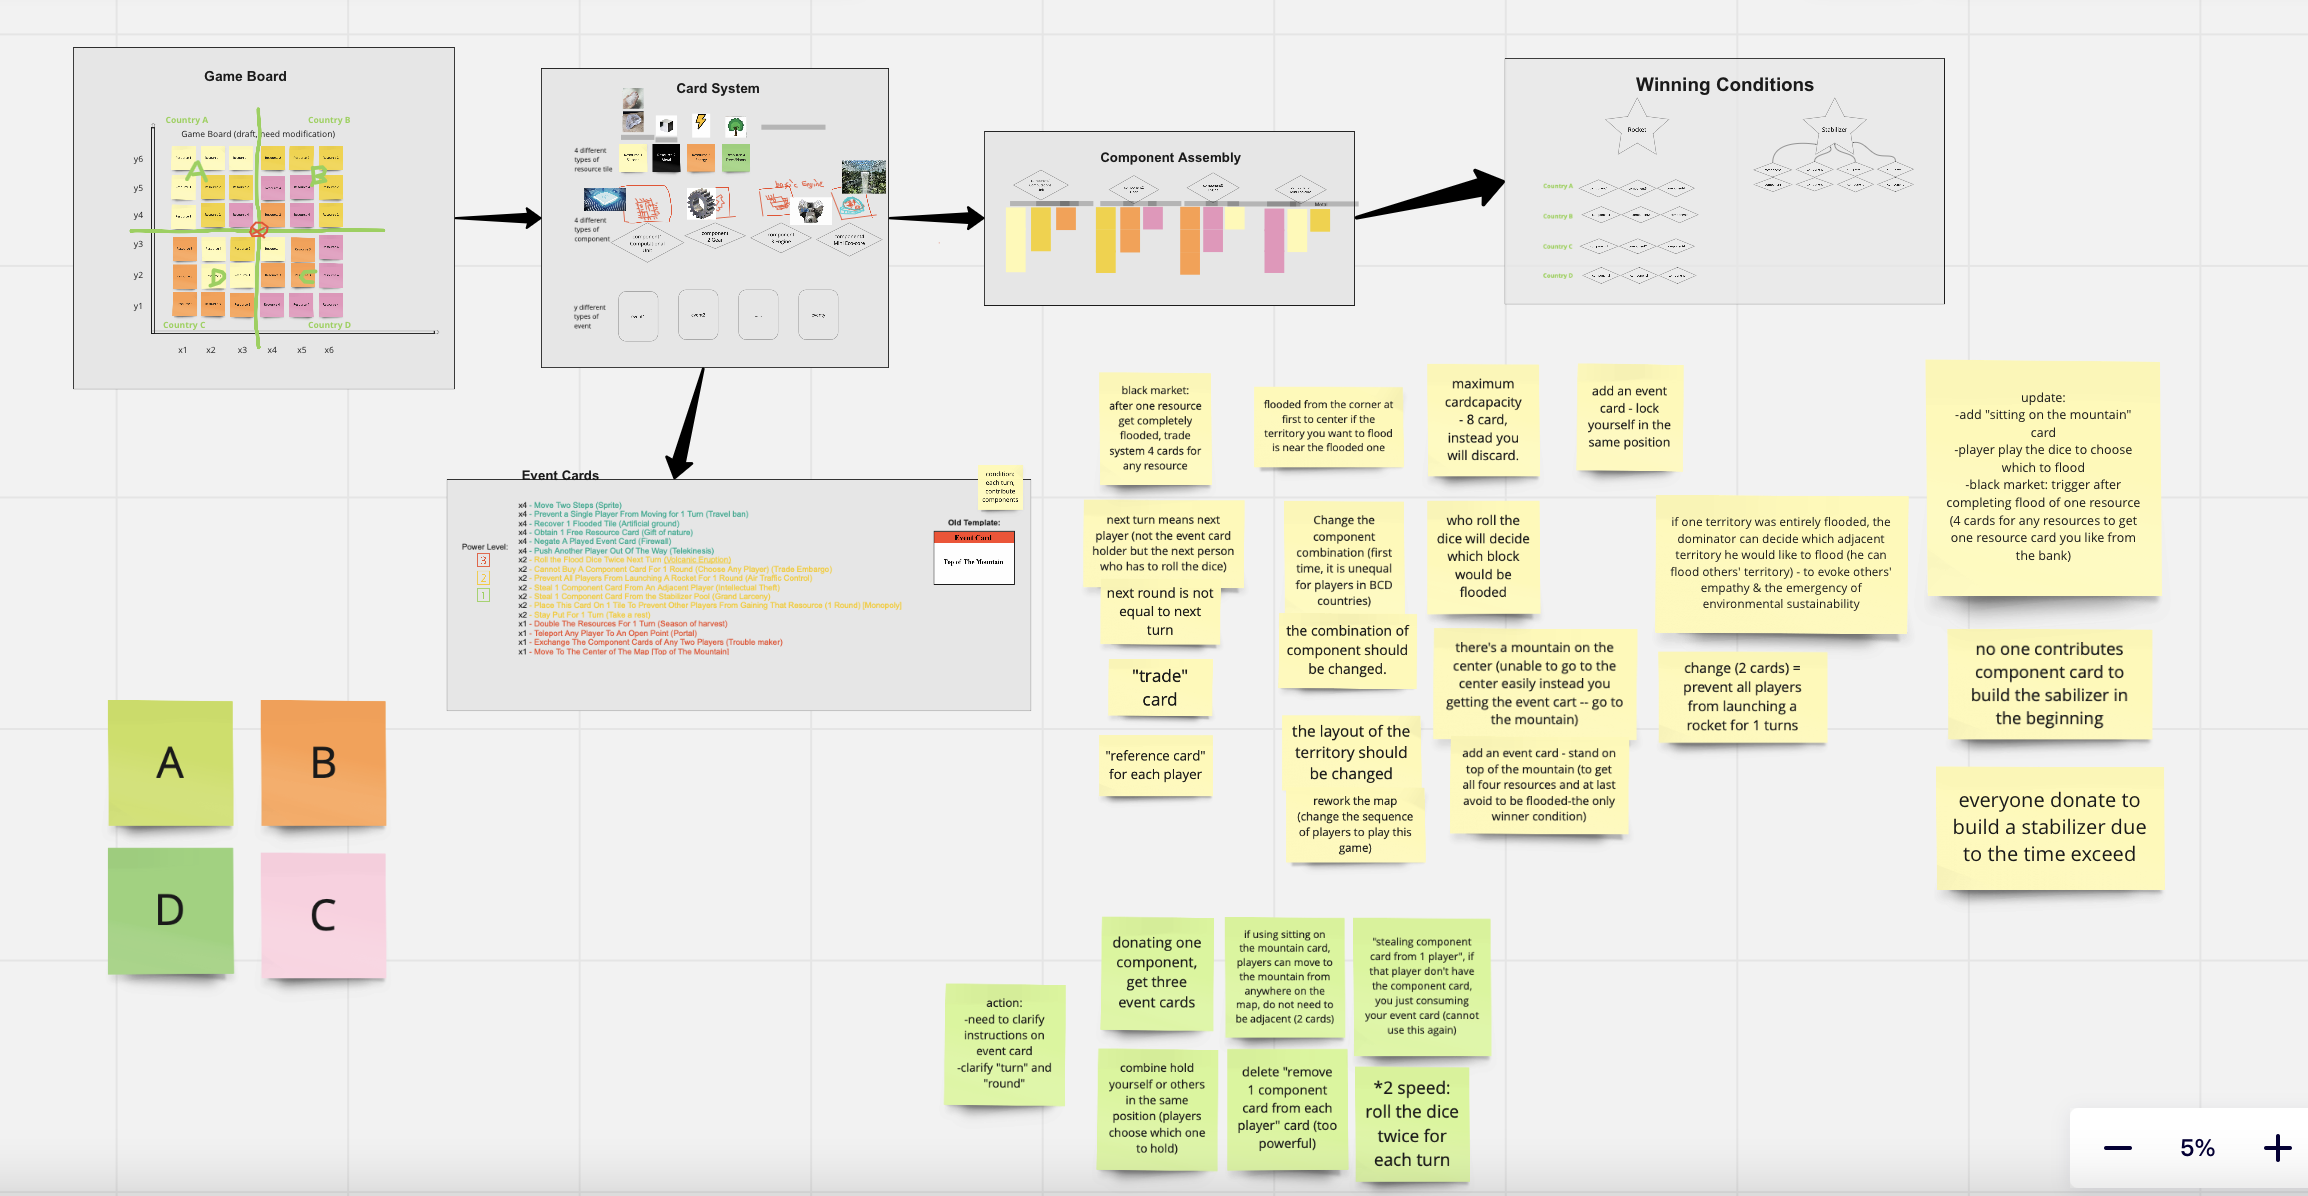 Game Board
Country A
Country B
Game Board (draft, need modification)
y6
y5
y4
y3
y2
y1
A
B
D
C
Country C
Country D
x1
x2
x3
x4
x5
x6
Card System
4 different
types of
resource tile
4 different
types of
component
basic Engine
component
Computational
Unit
component
2 Gear
component
3 Engine
component4
Mini Eco-core
y different
types of
event
event1
event2
...
eventy
Component Assembly
Metal
Winning Conditions
Rocket
Stabilizer
Country A
Country B
Country C
Country D
Event Cards
condition:
each turn,
contribute
components
Power Level:
3
2
1
x4 - Move Two Steps (Sprite)
x4 - Prevent a Single Player From Moving for 1 Turn (Travel ban)
x4 - Recover 1 Flooded Tile (Artificial ground)
x4 - Obtain 1 Free Resource Card (Gift of nature)
x4 - Negate A Played Event Card (Firewall)
x4 - Push Another Player Out Of The Way (Telekinesis)
x2 - Roll the Flood Dice Twice Next Turn (Volcanic Eruption)
x2 - Cannot Buy A Component Card For 1 Round (Choose Any Player) (Trade Embargo)
x2 - Prevent All Players From Launching A Rocket For 1 Round (Air Traffic Control)
x2 - Steal 1 Component Card From An Adjacent Player (Intellectual Theft)
x2 - Steal 1 Component Card From the Stabilizer Pool (Grand Larceny)
x2 - Place This Card On 1 Tile To Prevent Other Players From Gaining That Resource (1 Round) [Monopoly]
x2 - Stay Put For 1 Turn (Take a rest)
x1 - Double The Resources For 1 Turn (Season of harvest)
x1 - Teleport Any Player To An Open Point (Portal)
x1 - Exchange The Component Cards of Any Two Players (Trouble maker)
x1 - Move To The Center of The Map [Top of The Mountain]
Old Template:
Event Card
Top of The Mountain
black market:
after one resource
get completely
flooded, trade
system 4 cards for
any resource
flooded from the corner at
first to center if the
territory you want to flood
is near the flooded one
maximum
cardcapacity
- 8 card,
instead you
will discard.
add an event
card - lock
yourself in the
same position
update:
-add "sitting on the mountain"
card
-player play the dice to choose
which to flood
-black market: trigger after
completing flood of one resource
(4 cards for any resources to get
one resource card you like from
the bank)
next turn means next
player (not the event card
holder but the next person
who has to roll the dice)
next round is not
equal to next
turn
Change the
component
combination (first
time, it is unequal
for players in BCD
countries)
who roll the
dice will decide
which block
would be
flooded
if one territory was entirely flooded, the
dominator can decide which adjacent
territory he would like to flood (he can
flood others' territory) - to evoke others'
empathy & the emergency of
environmental sustainability
the combination of
component should
be changed.
there's a mountain on the
center (unable to go to the
center easily instead you
getting the event cart -- go to
the mountain)
change (2 cards) =
prevent all players
from launching a
rocket for 1 turns
no one contributes
component card to
build the sabilizer in
the beginning
"trade"
card
"reference card"
for each player
the layout of the
territory should
be changed
rework the map
(change the sequence
of players to play this
game)
add an event card - stand on
top of the mountain (to get
all four resources and at last
avoid to be flooded-the only
winner condition)
everyone donate to
build a stabilizer due
to the time exceed
A
B
D
C
action:
-need to clarify
instructions on
event card
-clarify "turn" and
"round"
donating one
component,
get three
event cards
if using sitting on
the mountain card,
players can move to
the mountain from
anywhere on the
map, do not need to
be adjacent (2 cards)
"stealing component
card from 1 player", if
that player don't have
the component card,
you just consuming
your event card (cannot
use this again)
combine hold
yourself or others
in the same
position (players
choose which one
to hold)
delete "remove
1 component
card from each
player" card (too
powerful)
*2 speed:
roll the dice
twice for
each turn
5%